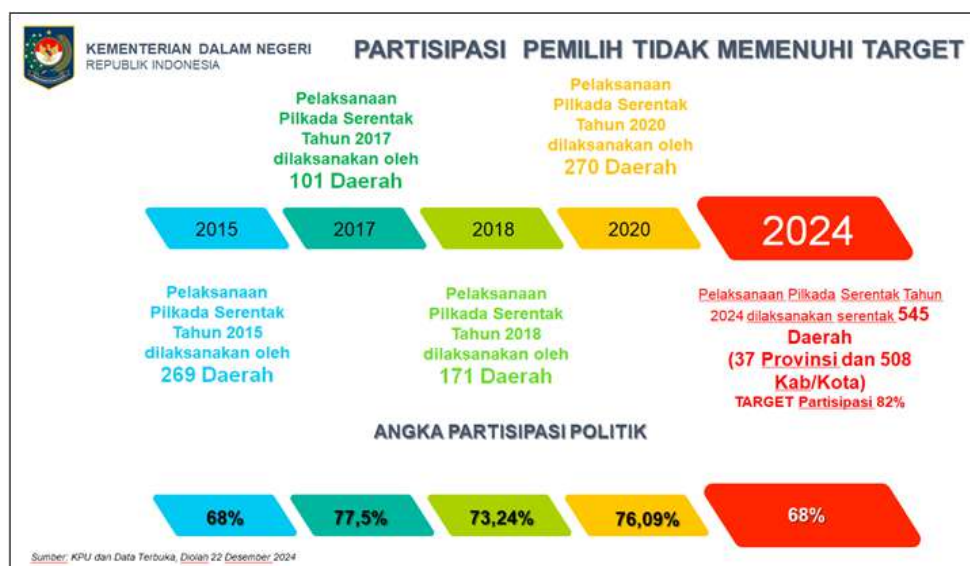 KEMENTERIAN DALAM NEGERI
REPUBLIK INDONESIA
PARTISIPASI PEMILIH TIDAK MEMENUHI TARGET
Pelaksanaan
Pilkada Serentak
Tahun 2017
dilaksanakan oleh
101 Daerah
Pelaksanaan
Pilkada Serentak
Tahun 2020
dilaksanakan oleh
270 Daerah
2015
2017
2018
2020
2024
Pelaksanaan
Pilkada Serentak
Tahun 2015
dilaksanakan oleh
269 Daerah
Pelaksanaan
Pilkada Serentak
Tahun 2018
dilaksanakan oleh
171 Daerah
Pelaksanaan Pilkada Serentak Tahun
2024 dilaksanakan serentak 545
Daerah
(37 Provinsi dan 508
Kab/Kota)
TARGET Partisipasi 82%
ANGKA PARTISIPASI POLITIK
68%
77,5%
73,24%
76,09%
68%
Sumber: KPU dan Data Terbuka, Diolan 22 Desember 2024